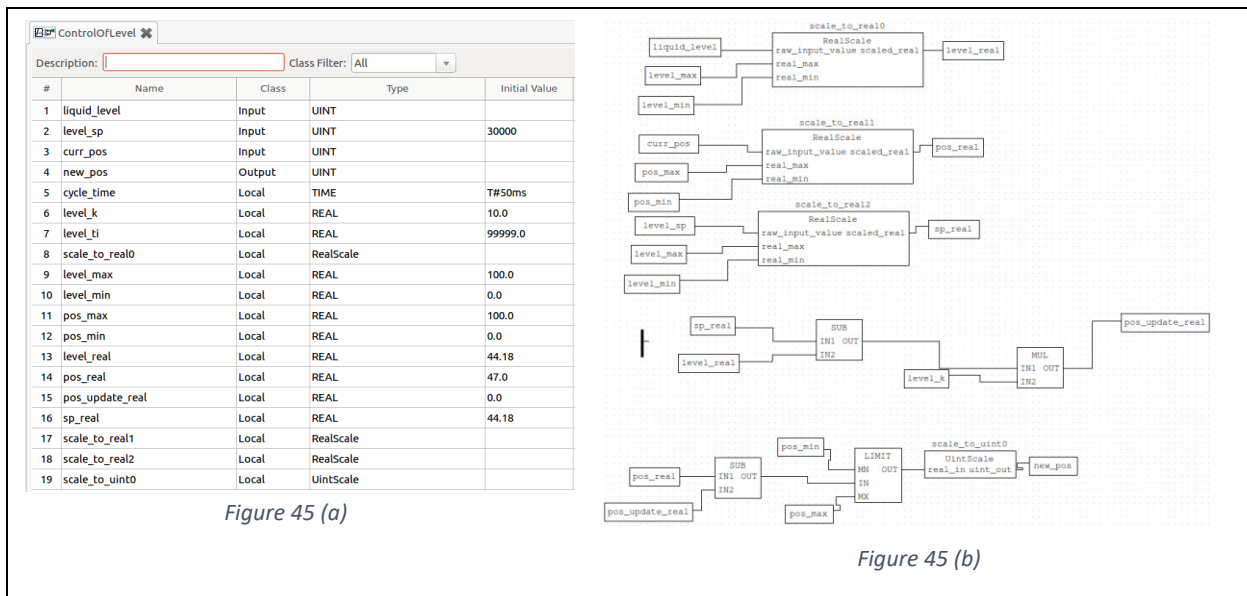 ControlOfLevel
Description: Class Filter: All
# Name Class Type Initial Value
1 liquid_level Input UINT
2 level_sp Input UINT 30000
3 curr_pos Input UINT
4 new_pos Output UINT
5 cycle_time Local TIME T#50ms
6 level_k Local REAL 10.0
7 level_ti Local REAL 99999.0
8 scale_to_real0 Local RealScale
9 level_max Local REAL 100.0
10 level_min Local REAL 0.0
11 pos_max Local REAL 100.0
12 pos_min Local REAL 0.0
13 level_real Local REAL 44.18
14 pos_real Local REAL 47.0
15 pos_update_real Local REAL 0.0
16 sp_real Local REAL 44.18
17 scale_to_real1 Local RealScale
18 scale_to_real2 Local RealScale
19 scale_to_uint0 Local UintScale
Figure 45 (a)
scale_to_real0
RealScale
liquid_level raw_input_value scaled_real level_real
real_max
level_max real_min
level_min
scale_to_real1
RealScale
curr_pos raw_input_value scaled_real pos_real
real_max
pos_max real_min
pos_min
scale_to_real2
RealScale
level_sp raw_input_value scaled_real sp_real
real_max
level_max real_min
level_min
pos_update_real
sp_real SUB
IN1 OUT
level_real IN2
MUL
IN1 OUT
level_k IN2
pos_min scale_to_uint0
LIMIT UintScale
SUB MN OUT real_in uint_out new_pos
pos_real IN1 OUT IN
IN2 MX
pos_update_real pos_max
Figure 45 (b)